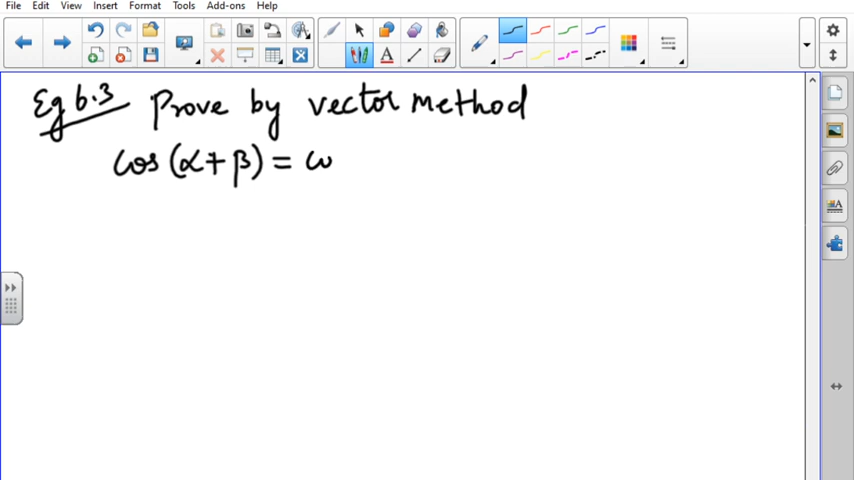 File Edit View Insert Format Tools Add-ons Help
Eg 6.3 Prove by vector method
cos (α+β) = co